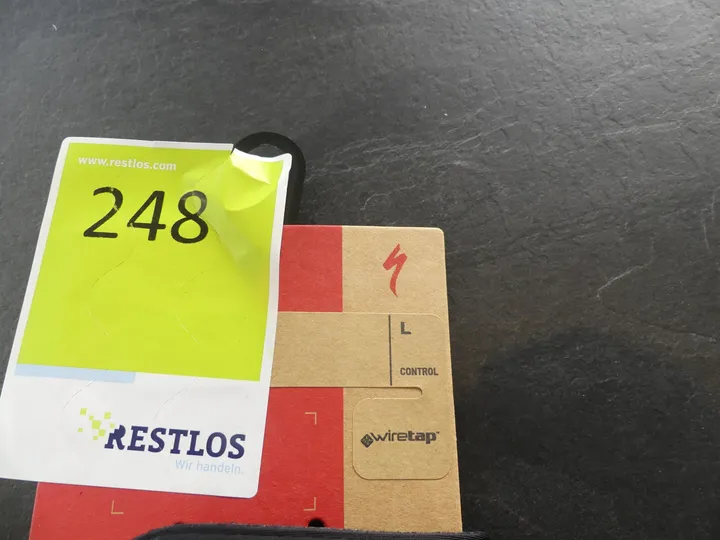 www.restlos.com
248
RESTLOS
Wir handeln.
L
CONTROL
wiretap